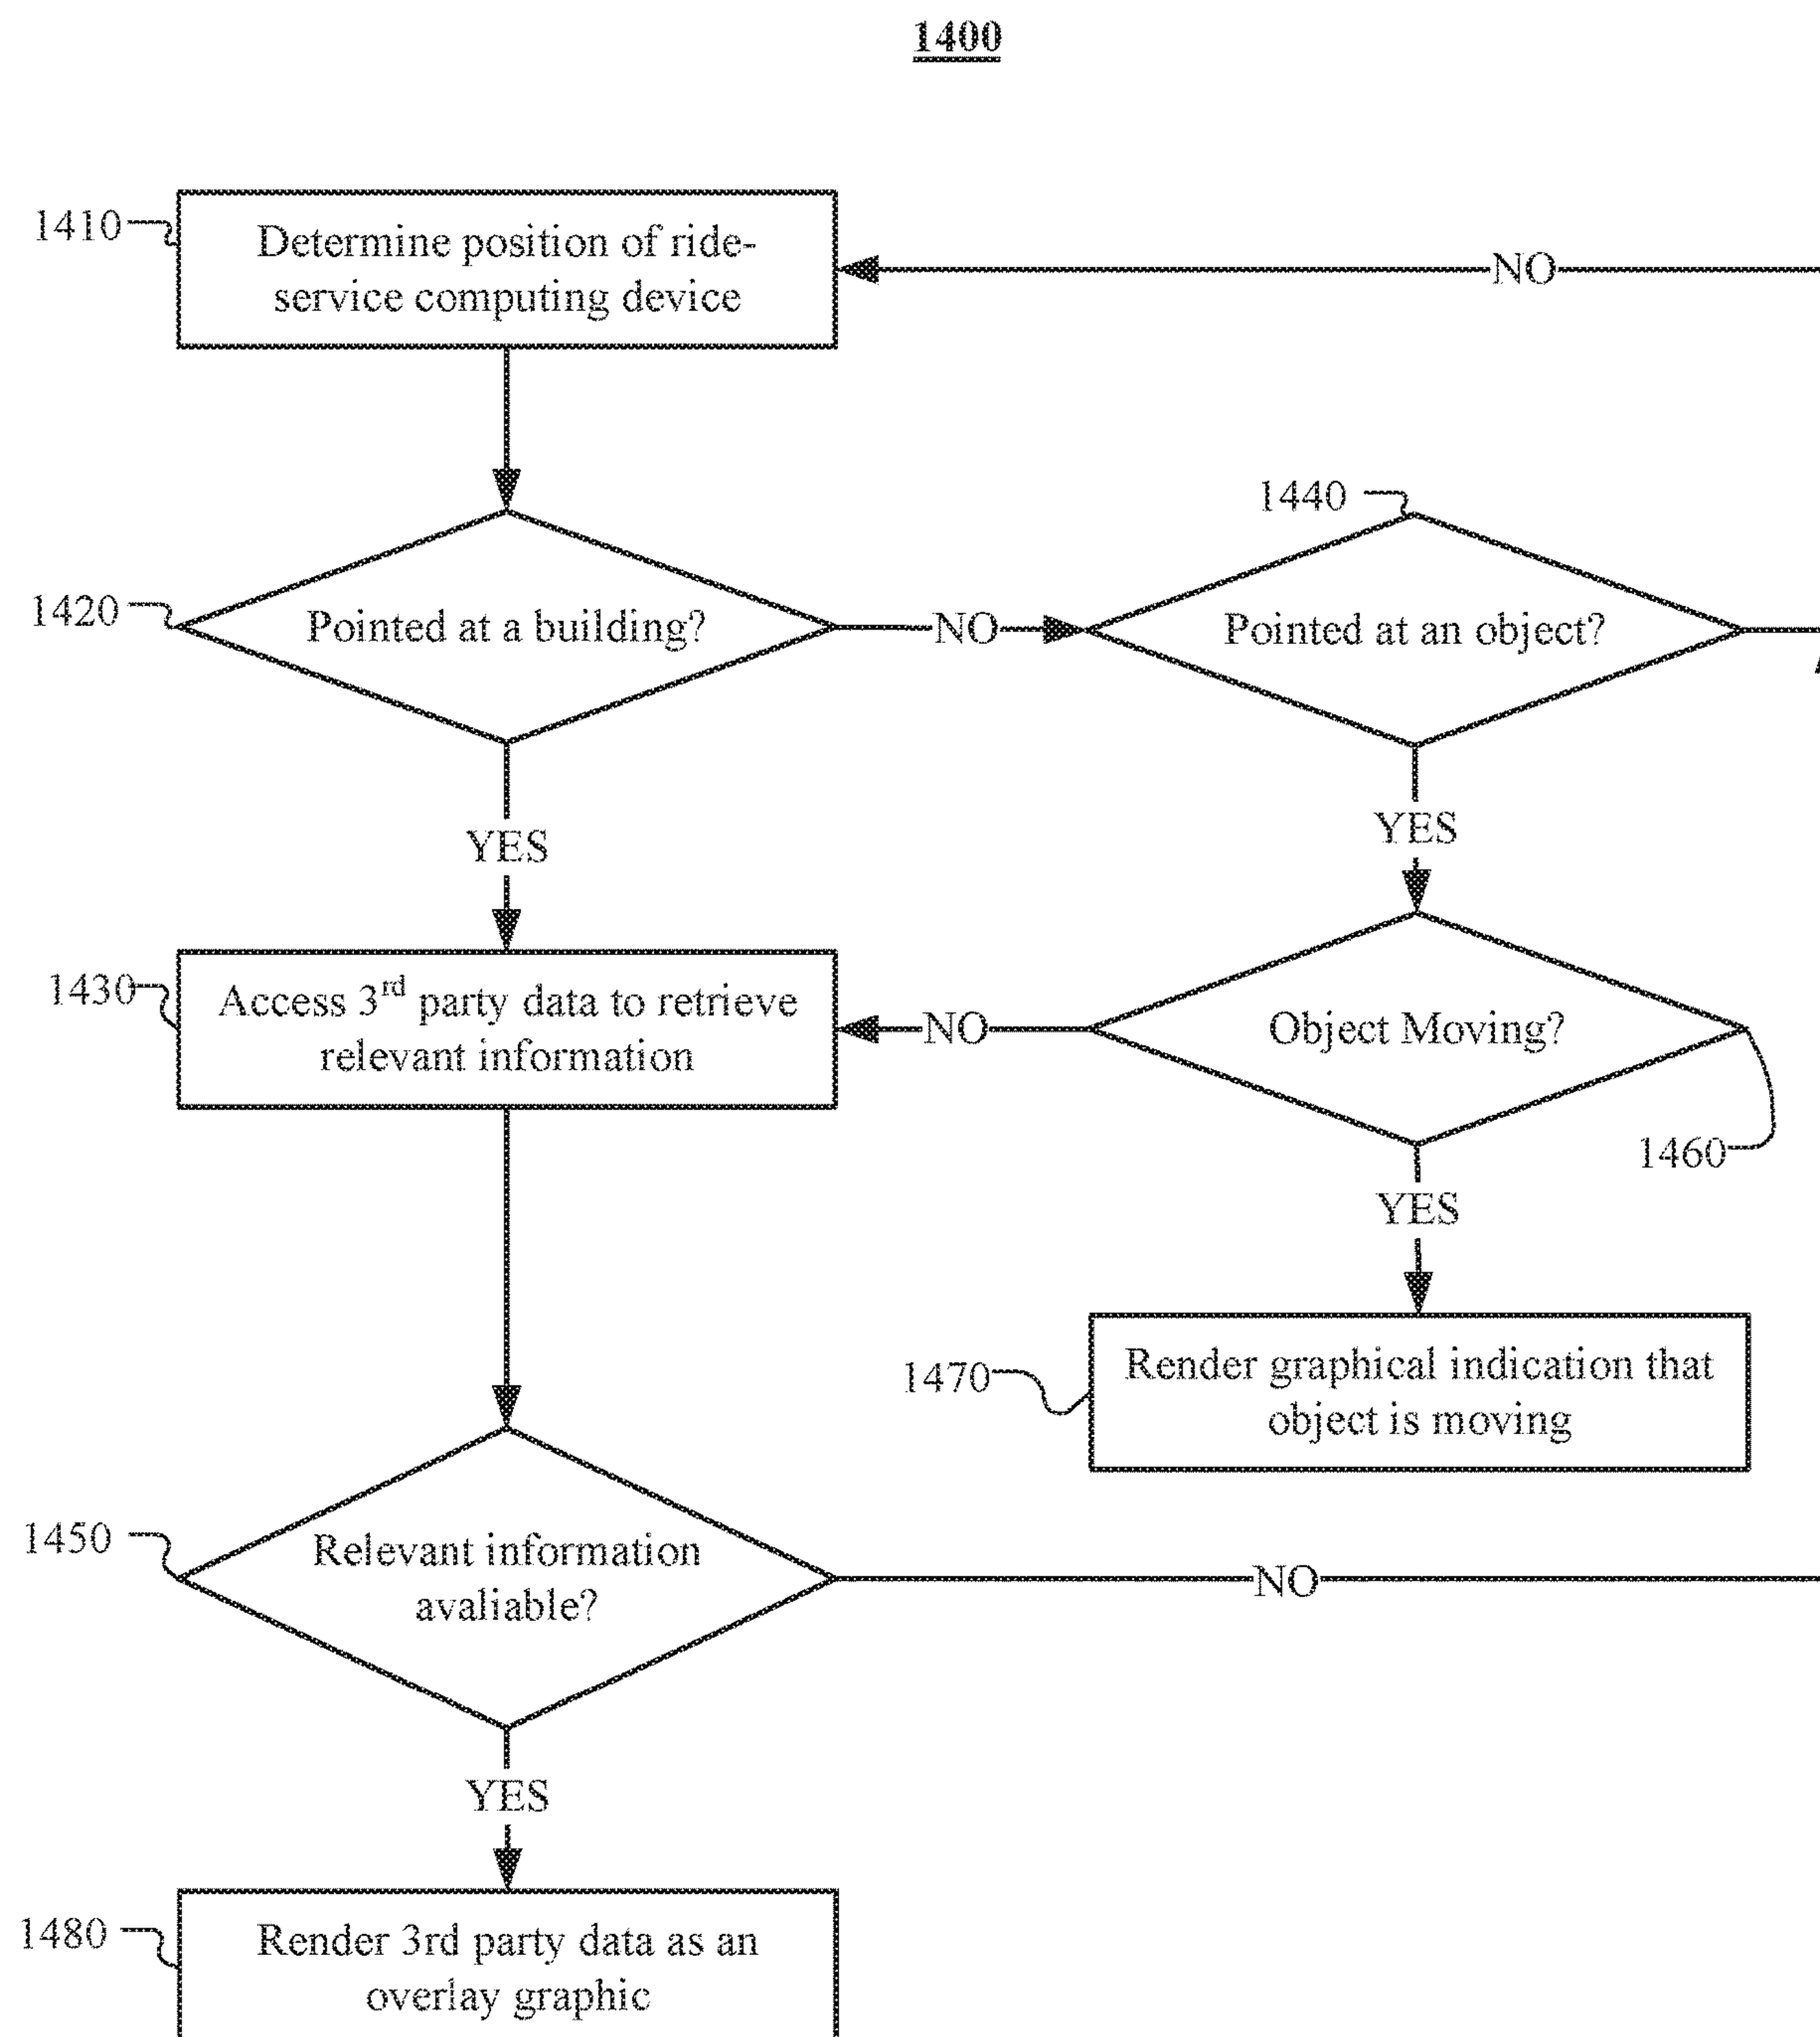 1400
1410
Determine position of ride-
service computing device
NO
1420
Pointed at a building?
NO
1440
Pointed at an object?
YES
YES
1430
Access 3rd party data to retrieve
relevant information
NO
Object Moving?
1460
YES
1470
Render graphical indication that
object is moving
1450
Relevant information
avaliable?
NO
YES
1480
Render 3rd party data as an
overlay graphic